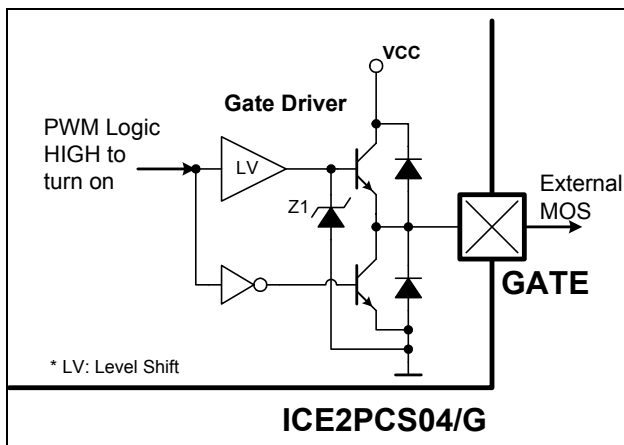 VCC
Gate Driver
PWM Logic
HIGH to
turn on
LV
Z1
External
MOS
GATE
* LV: Level Shift
ICE2PCS04/G